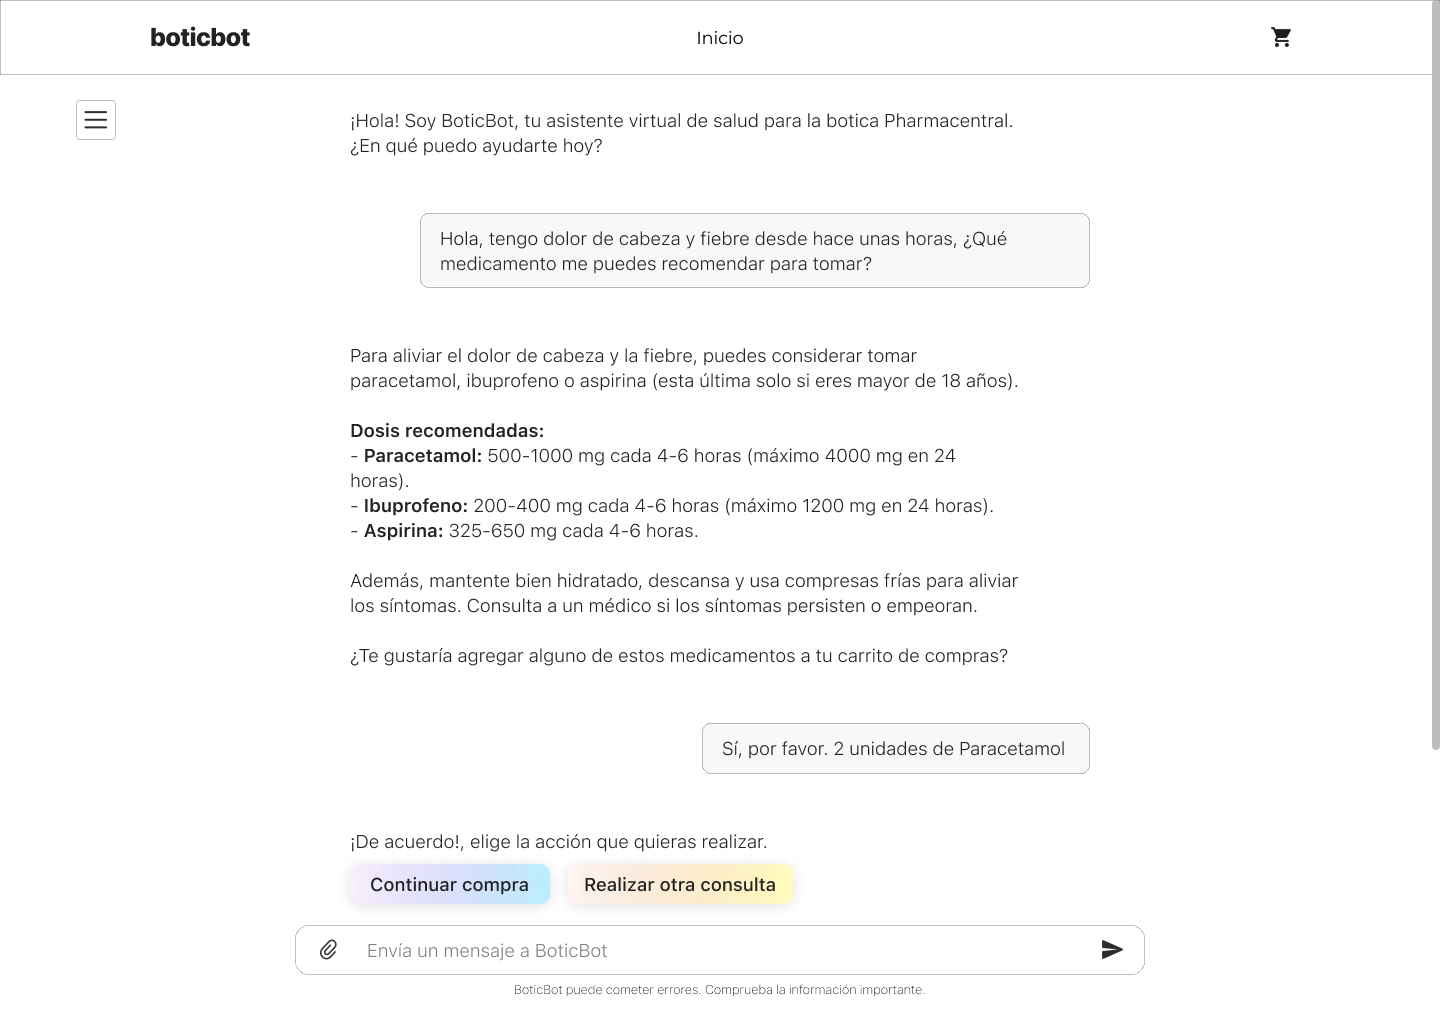 boticbot
Inicio
¡Hola! Soy BoticBot, tu asistente virtual de salud para la botica Pharmacentral.
¿En qué puedo ayudarte hoy?
Hola, tengo dolor de cabeza y fiebre desde hace unas horas, ¿Qué
medicamento me puedes recomendar para tomar?
Para aliviar el dolor de cabeza y la fiebre, puedes considerar tomar
paracetamol, ibuprofeno o aspirina (esta última solo si eres mayor de 18 años).
Dosis recomendadas:
- Paracetamol: 500-1000 mg cada 4-6 horas (máximo 4000 mg en 24
horas).
- Ibuprofeno: 200-400 mg cada 4-6 horas (máximo 1200 mg en 24 horas).
- Aspirina: 325-650 mg cada 4-6 horas.
Además, mantente bien hidratado, descansa y usa compresas frías para aliviar
los síntomas. Consulta a un médico si los síntomas persisten o empeoran.
¿Te gustaría agregar alguno de estos medicamentos a tu carrito de compras?
Sí, por favor. 2 unidades de Paracetamol
¡De acuerdo!, elige la acción que quieras realizar.
Continuar compra
Realizar otra consulta
Envía un mensaje a BoticBot
BoticBot puede cometer errores. Comprueba la información importante.